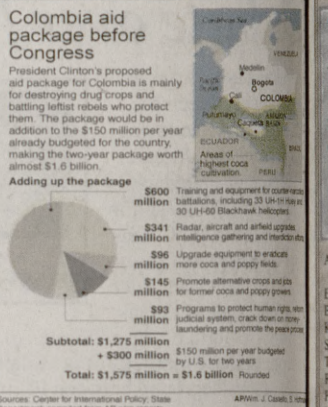 Colombia aid
package before
Congress
President Clinton's proposed
aid package for Colombia is mainly
for destroying drug crops and
battling leftist rebels who protect
them. The package would be in
addition to the $150 million per year
already budgeted for the country,
making the two-year package worth
almost $1.6 billion.
Caribbean Sea
VENEZU
Medellin
Bogota
Cali
COLOMBIA
Putumayo
ECUADOR
Areas of
highest coca
cultivation
PERU
Adding up the package
$600 million Training and equipment for
battalions, including 33 UH-1H and
30 UH-60 Blackhawk helicopters.
$341 million Radar, aircraft and airfield upgrades
intelligence gathering and interdiction
$96 million Upgrade equipment to eradicate
more coca and poppy fields.
$145 million Promote alternative crops and jobs
for former coca and poppy growers.
$93 million Programs to protect human rights,
judicial system, crack down on money-
laundering and promote the peace process
Subtotal: $1,275 million
+ $300 million $150 million per year budgeted
by U.S. for two years
Total: $1,575 million = $1.6 billion Rounded
Sources: Center for International Policy; State
AP/Wm. J. Castello,